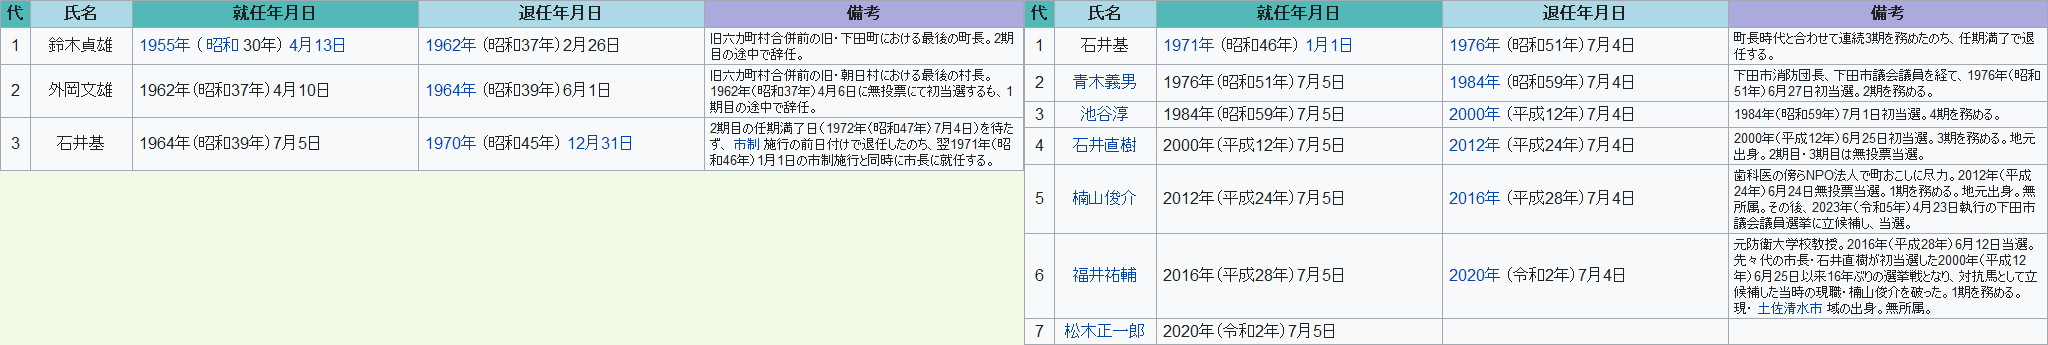 代 氏名 就任年月日 退任年月日 備考
1 鈴木貞雄 1955年（昭和30年）4月13日 1962年（昭和37年）2月26日 旧六カ町村合併前の旧・下田町における最後の町長。2期
目の途中で辞任。
2 外岡文雄 1962年（昭和37年）4月10日 1964年（昭和39年）6月1日 旧六カ町村合併前の旧・朝日村における最後の村長。
1962年（昭和37年）4月6日に無投票にて初当選するも、1
期目の途中で辞任。
3 石井基 1964年（昭和39年）7月5日 1970年（昭和45年）12月31日 2期目の任期満了日（1972年（昭和47年）7月4日）を待た
ず、市制施行の前日付けで退任したのち、翌1971年（昭
和46年）1月1日の市制施行と同時に市長に就任する。
代 氏名 就任年月日 退任年月日 備考
1 石井基 1971年（昭和46年）1月1日 1976年（昭和51年）7月4日 町長時代と合わせて連続3期を務めたのち、任期満了で退
任する。
2 青木義男 1976年（昭和51年）7月5日 1984年（昭和59年）7月4日 下田市消防団長、下田市議会議員を経て、1976年（昭和
51年）6月27日初当選。2期を務める。
3 池谷淳 1984年（昭和59年）7月5日 2000年（平成12年）7月4日 1984年（昭和59年）7月1日初当選。4期を務める。
4 石井直樹 2000年（平成12年）7月5日 2012年（平成24年）7月4日 2000年（平成12年）6月25日初当選。3期を務める。地元
出身。2期目・3期目は無投票当選。
5 楠山俊介 2012年（平成24年）7月5日 2016年（平成28年）7月4日 歯科医の傍らNPO法人で町おこしに尽力。2012年（平成
24年）6月24日無投票当選。1期を務める。地元出身。無
所属。その後、2023年（令和5年）4月23日執行の下田市
議会議員選挙に立候補し、当選。
6 福井祐輔 2016年（平成28年）7月5日 2020年（令和2年）7月4日 元防衛大学校教授。2016年（平成28年）6月12日当選。
先々代の市長・石井直樹が初当選した2000年（平成12
年）6月25日以来16年ぶりの選挙戦となり、対抗馬として立
候補した当時の現職・楠山俊介を破った。1期を務める。
現・土佐清水市域の出身。無所属。
7 松木正一郎 2020年（令和2年）7月5日